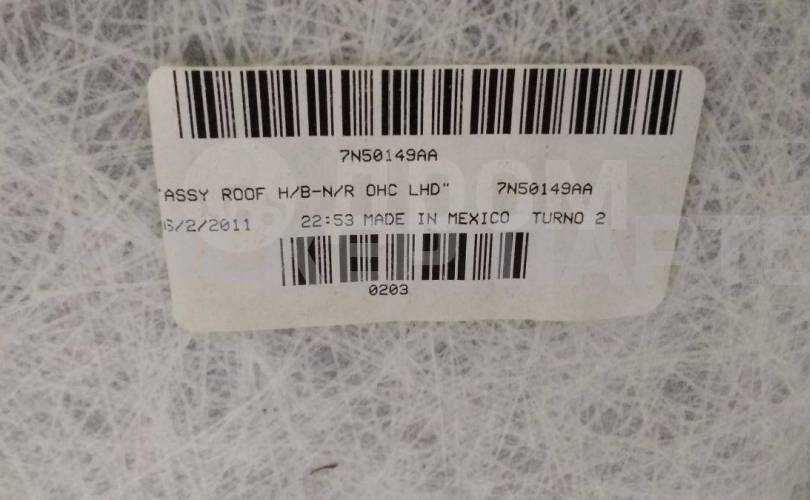 7N50149AA
"ASSY ROOF H/B-N/R OHC LHD" 7N50149AA
6/2/2011 22:53 MADE IN MEXICO TURNO 2
0203